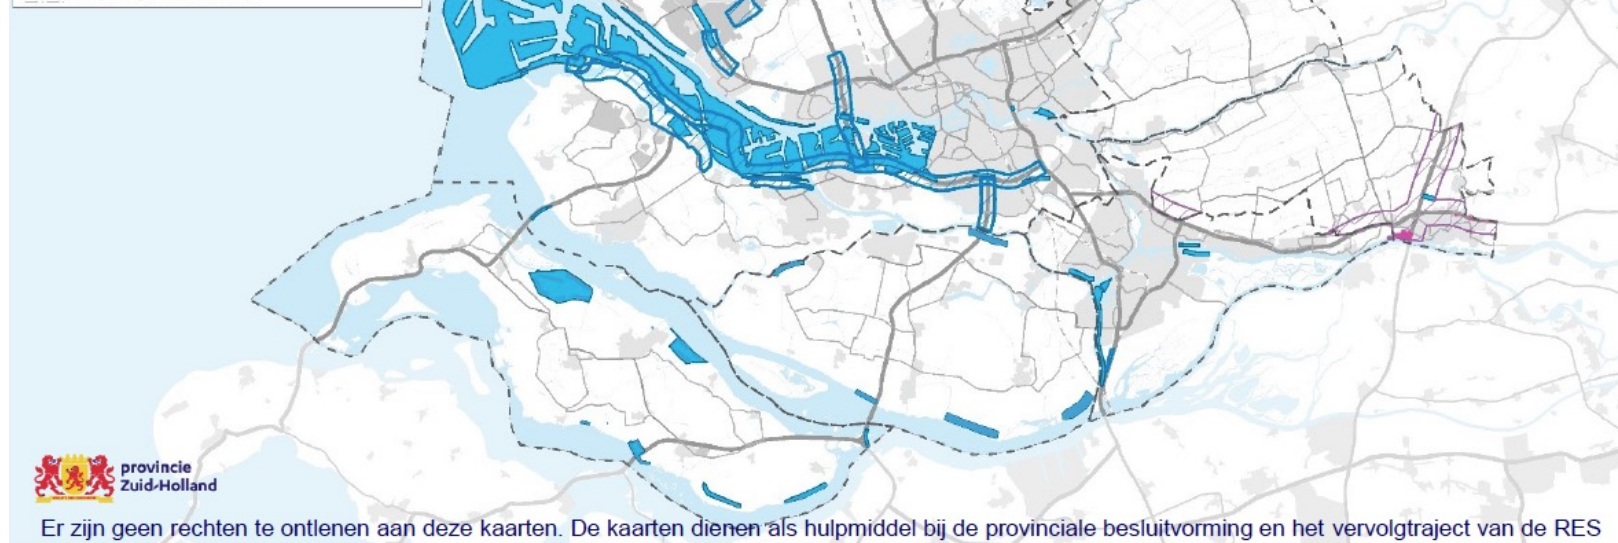 provincie
Zuid-Holland
Er zijn geen rechten te ontlenen aan deze kaarten. De kaarten dienen als hulpmiddel bij de provinciale besluitvorming en het vervolgtraject van de RES